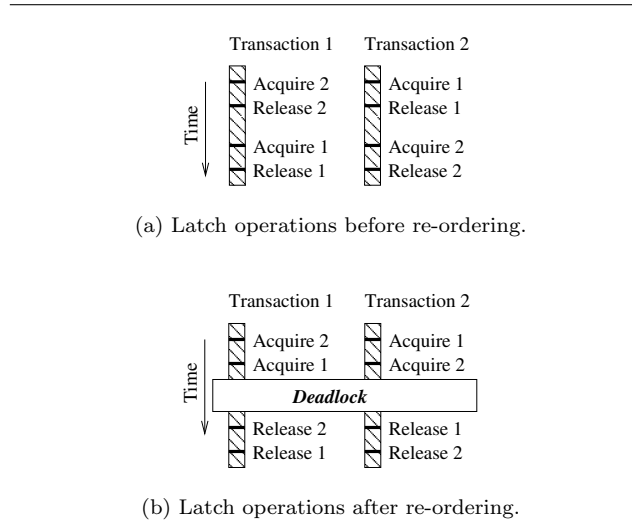 Transaction 1 Transaction 2
Time
Acquire 2 Acquire 1
Release 2 Release 1
Acquire 1 Acquire 2
Release 1 Release 2
(a) Latch operations before re-ordering.
Transaction 1 Transaction 2
Time
Acquire 2 Acquire 1
Acquire 1 Acquire 2
Deadlock
Release 2 Release 1
Release 1 Release 2
(b) Latch operations after re-ordering.